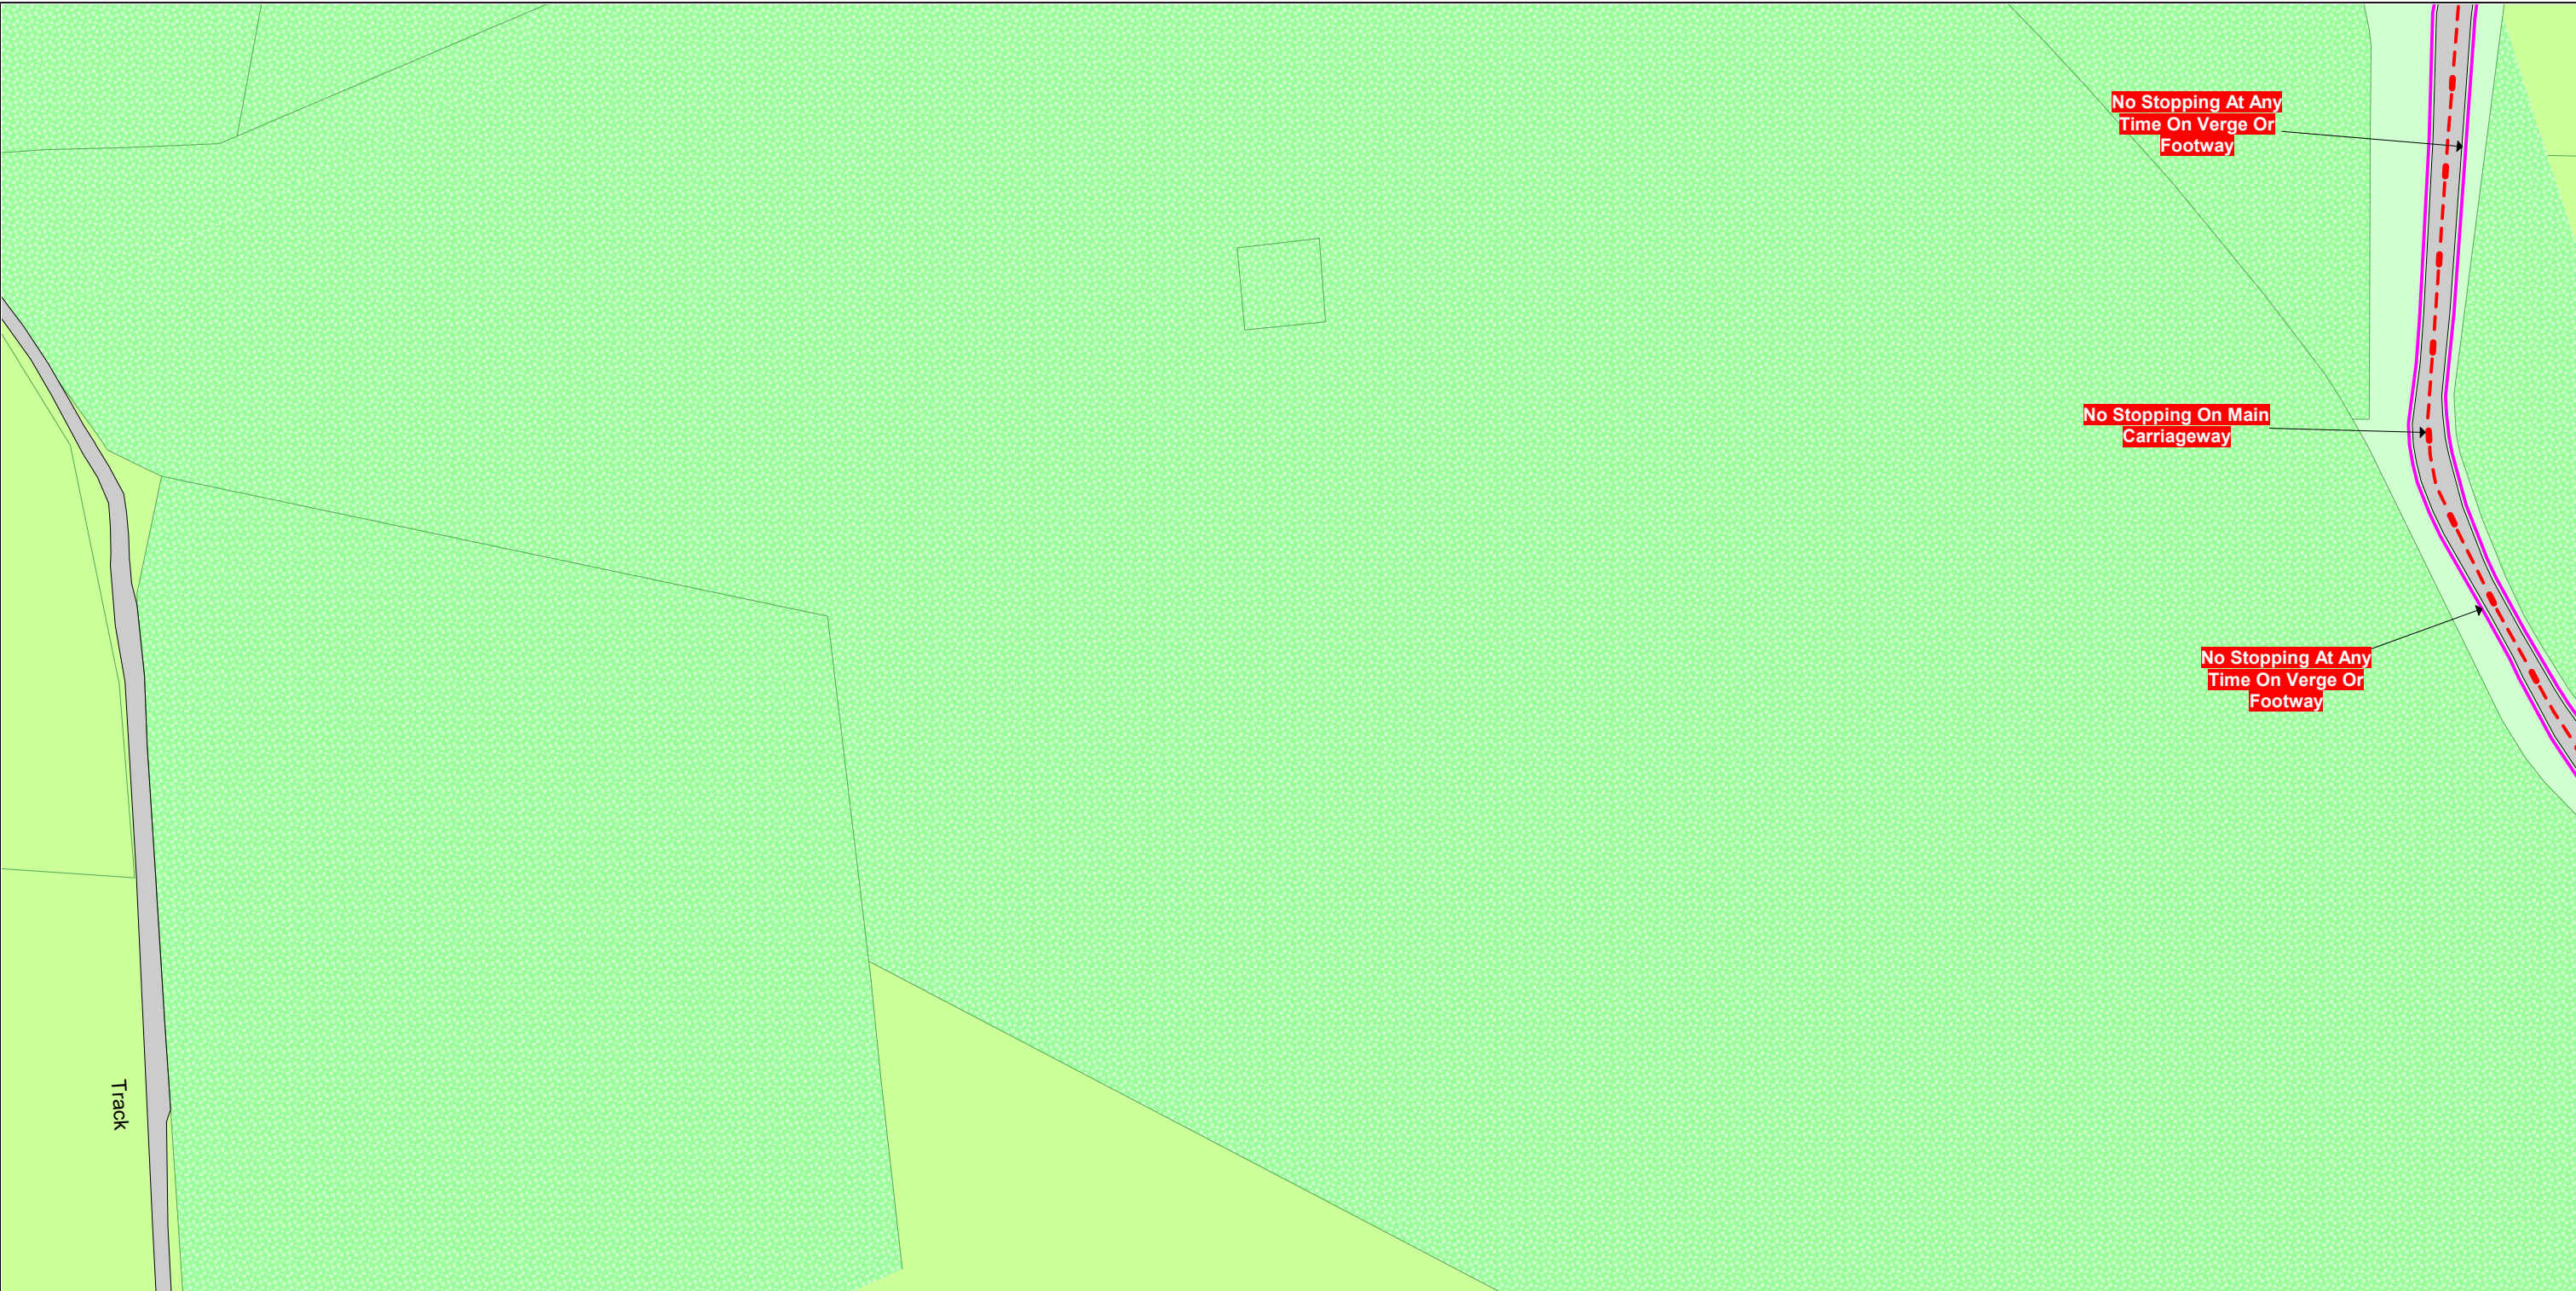 No Stopping At Any
Time On Verge Or
Footway
No Stopping On Main
Carriageway
No Stopping At Any
Time On Verge Or
Footway
Track